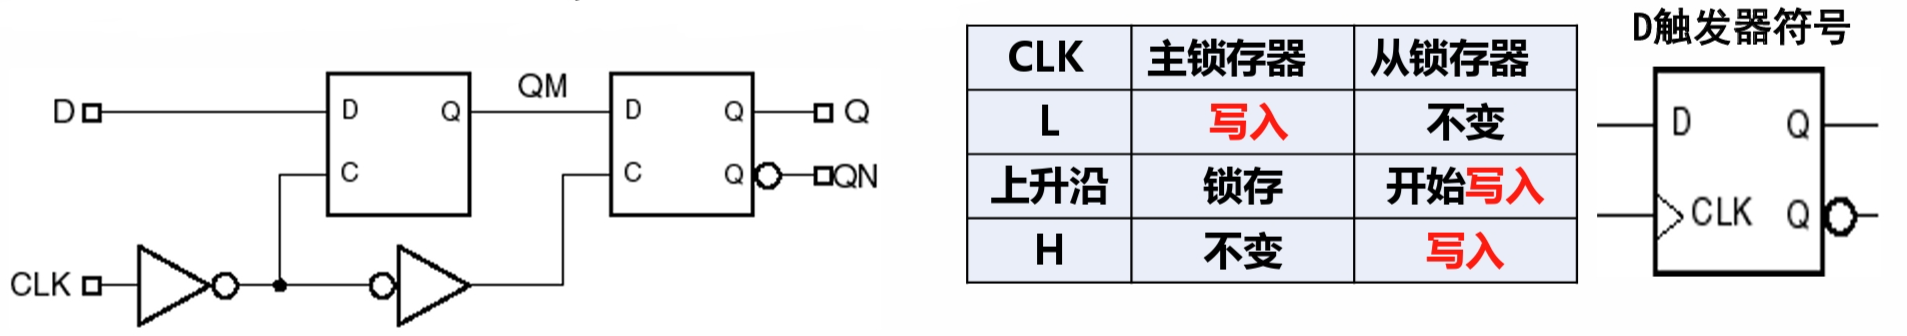 D
D
Q
QM
D
Q
Q
C
C
Q
QN
CLK
CLK 主锁存器 从锁存器
L 写入 不变
上升沿 锁存 开始写入
H 不变 写入
D触发器符号
D
Q
CLK
Q